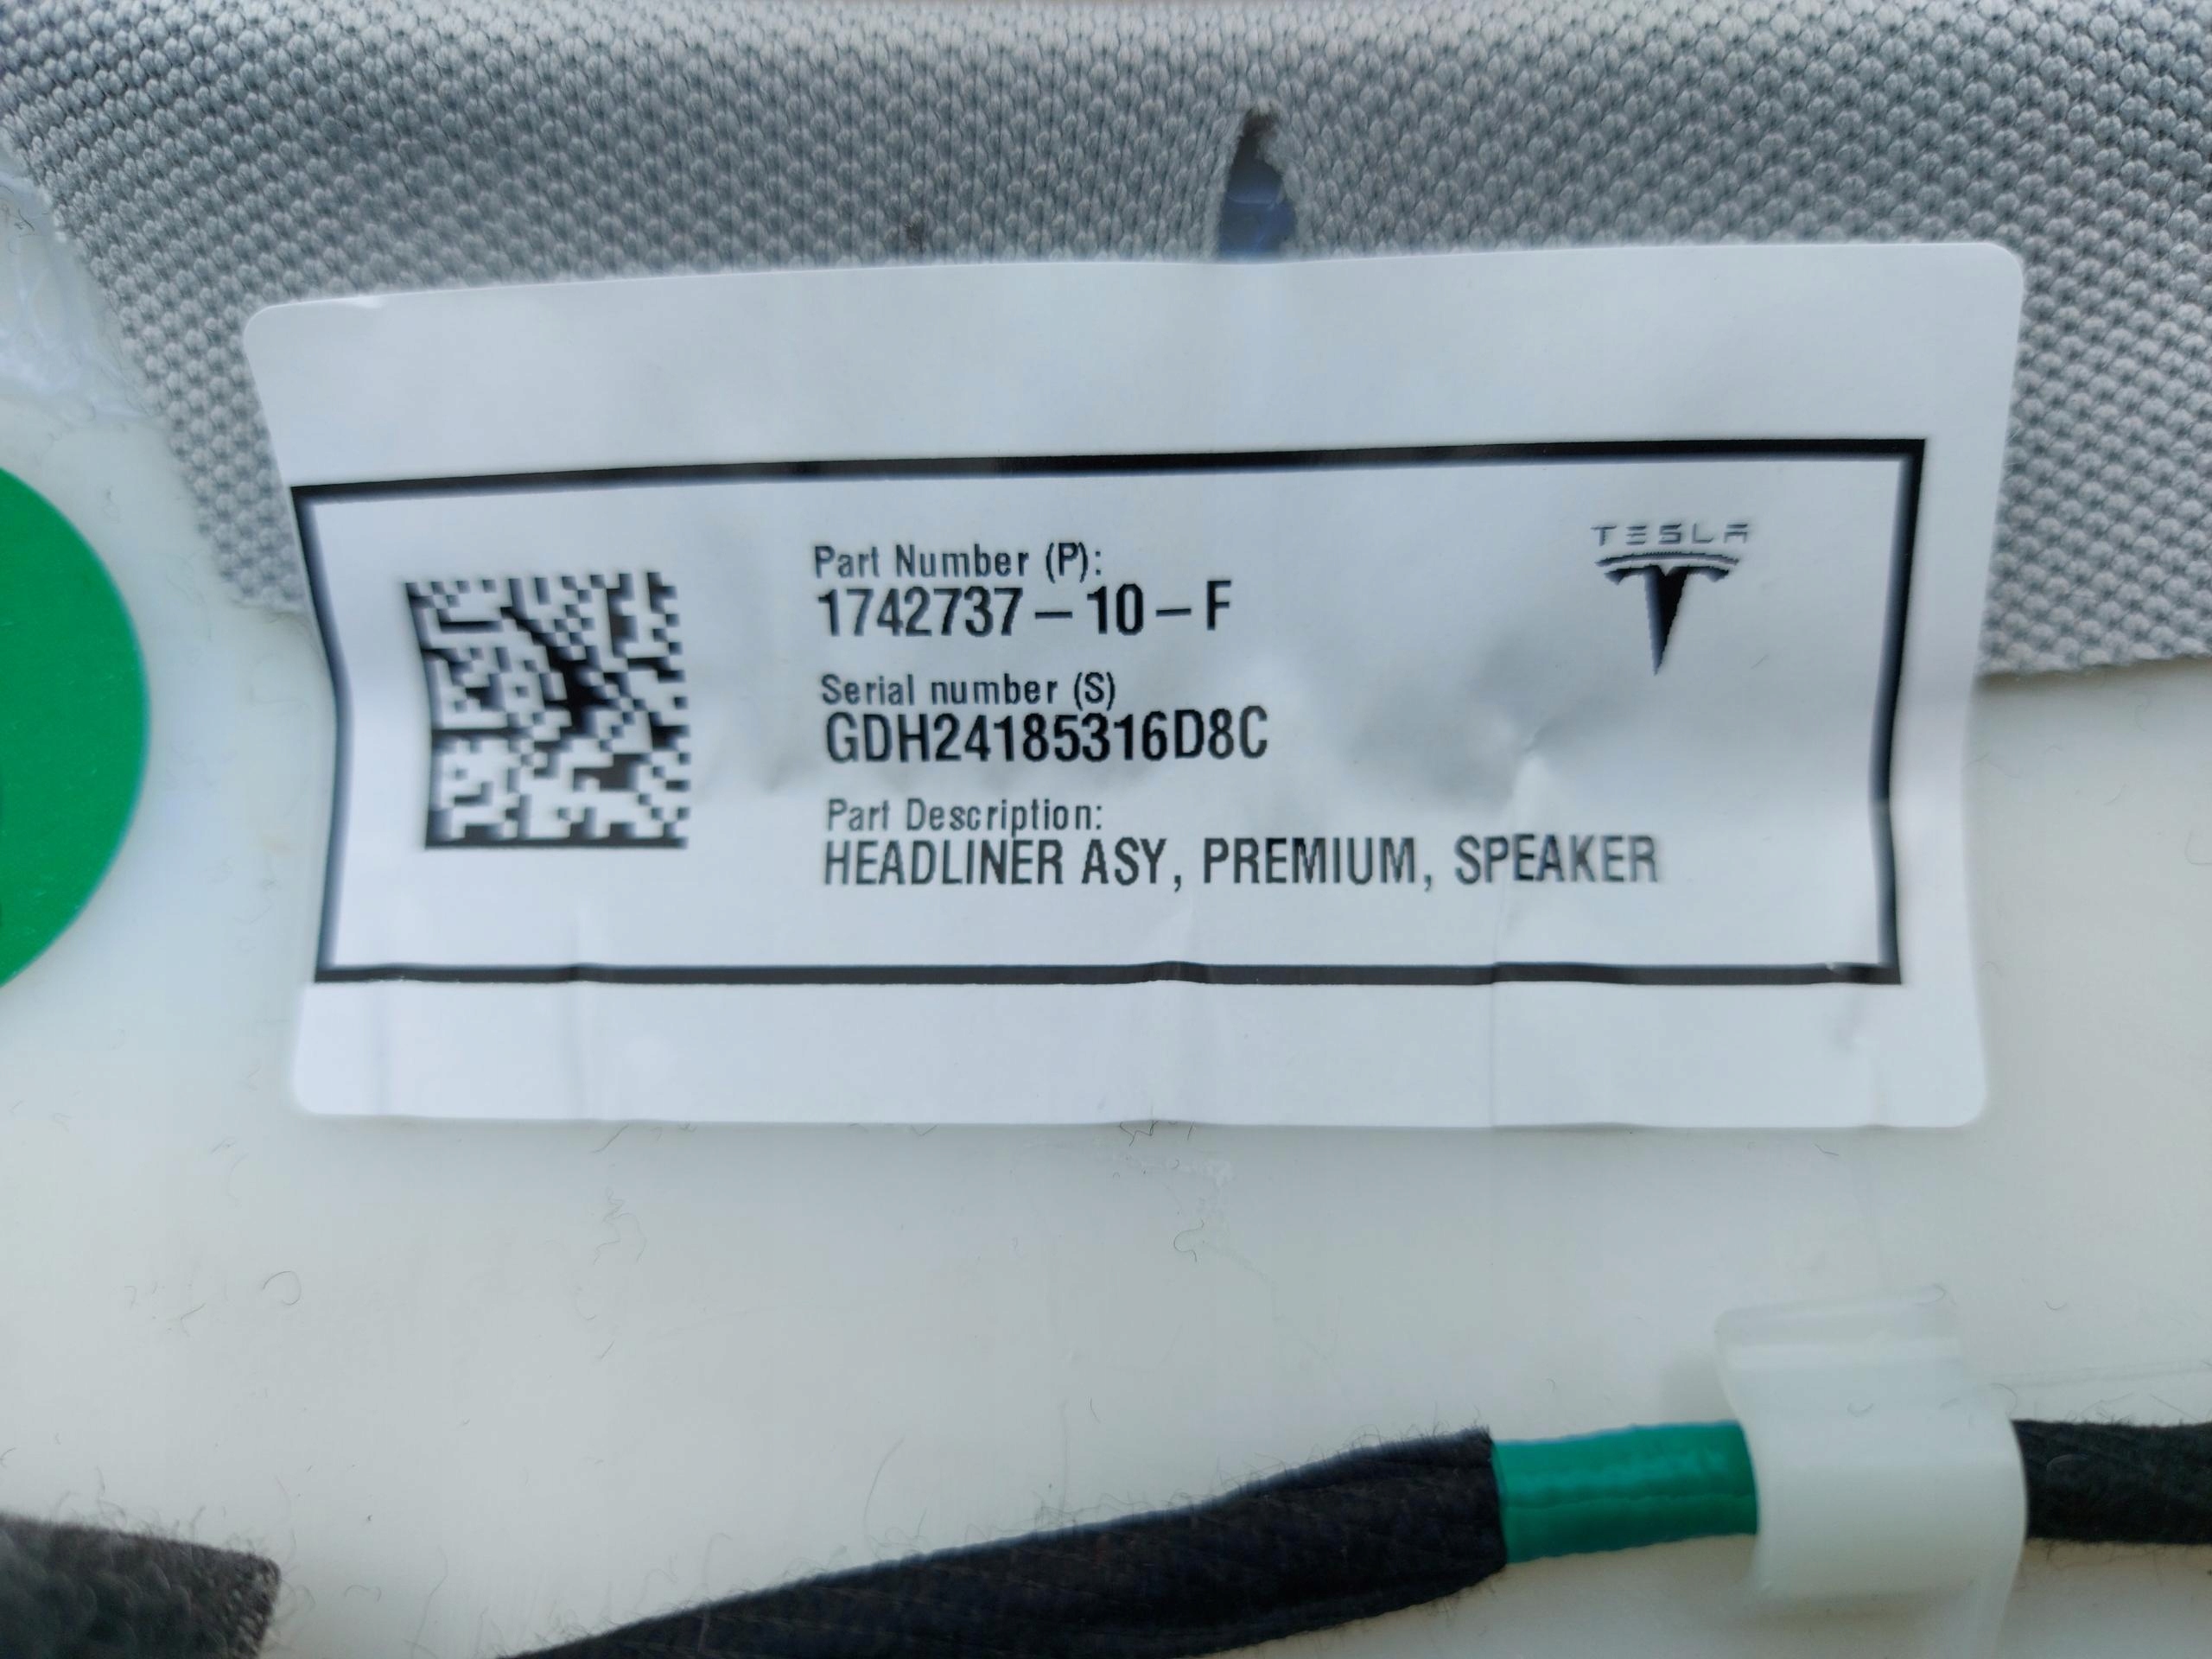 TESLA
Part Number (P):
1742737-10-F
Serial number (S)
GDH24185316D8C
Part Description:
HEADLINER ASY, PREMIUM, SPEAKER